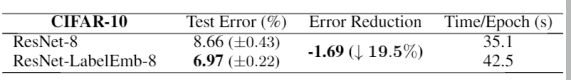 CIFAR-10 Test Error (%) Error Reduction Time/Epoch (s)
ResNet-8 8.66 (±0.43) -1.69 (↓ 19.5%) 35.1
ResNet-LabelEmb-8 6.97 (±0.22) 42.5